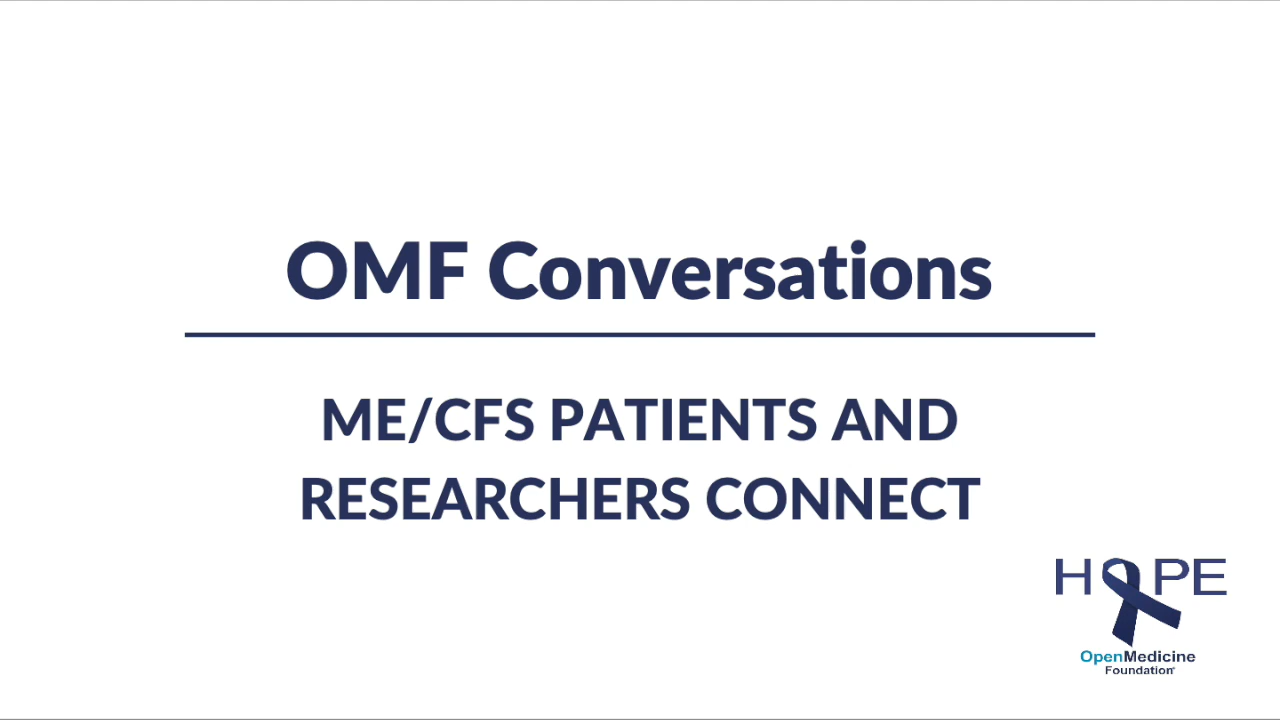 OMF Conversations
ME/CFS PATIENTS AND
RESEARCHERS CONNECT
HOPE
OpenMedicine
Foundation